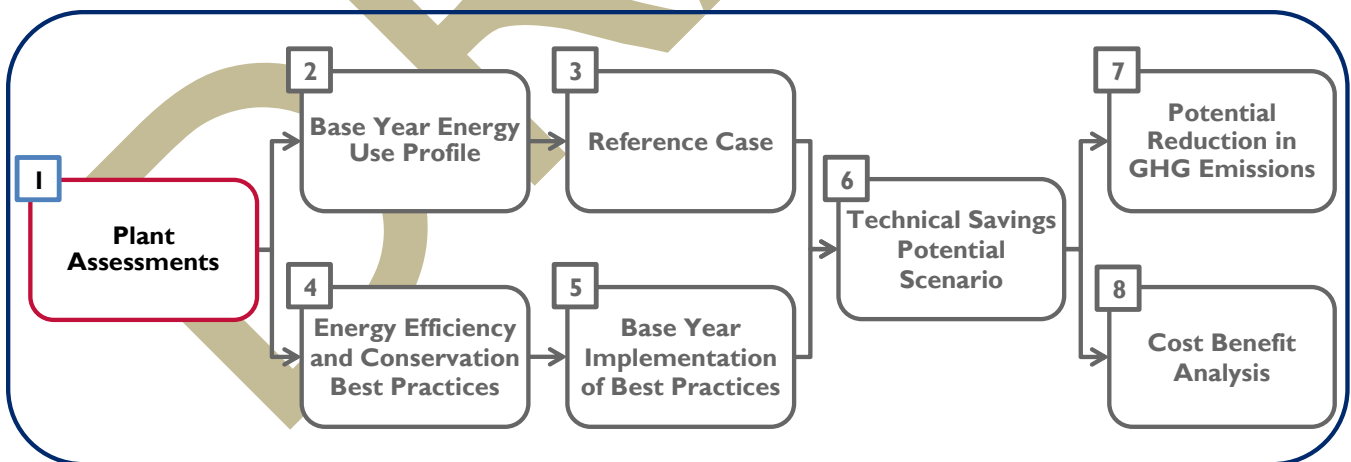 1
Plant
Assessments
2
Base Year Energy
Use Profile
3
Reference Case
4
Energy Efficiency
and Conservation
Best Practices
5
Base Year
Implementation
of Best Practices
6
Technical Savings
Potential
Scenario
7
Potential
Reduction in
GHG Emissions
8
Cost Benefit
Analysis